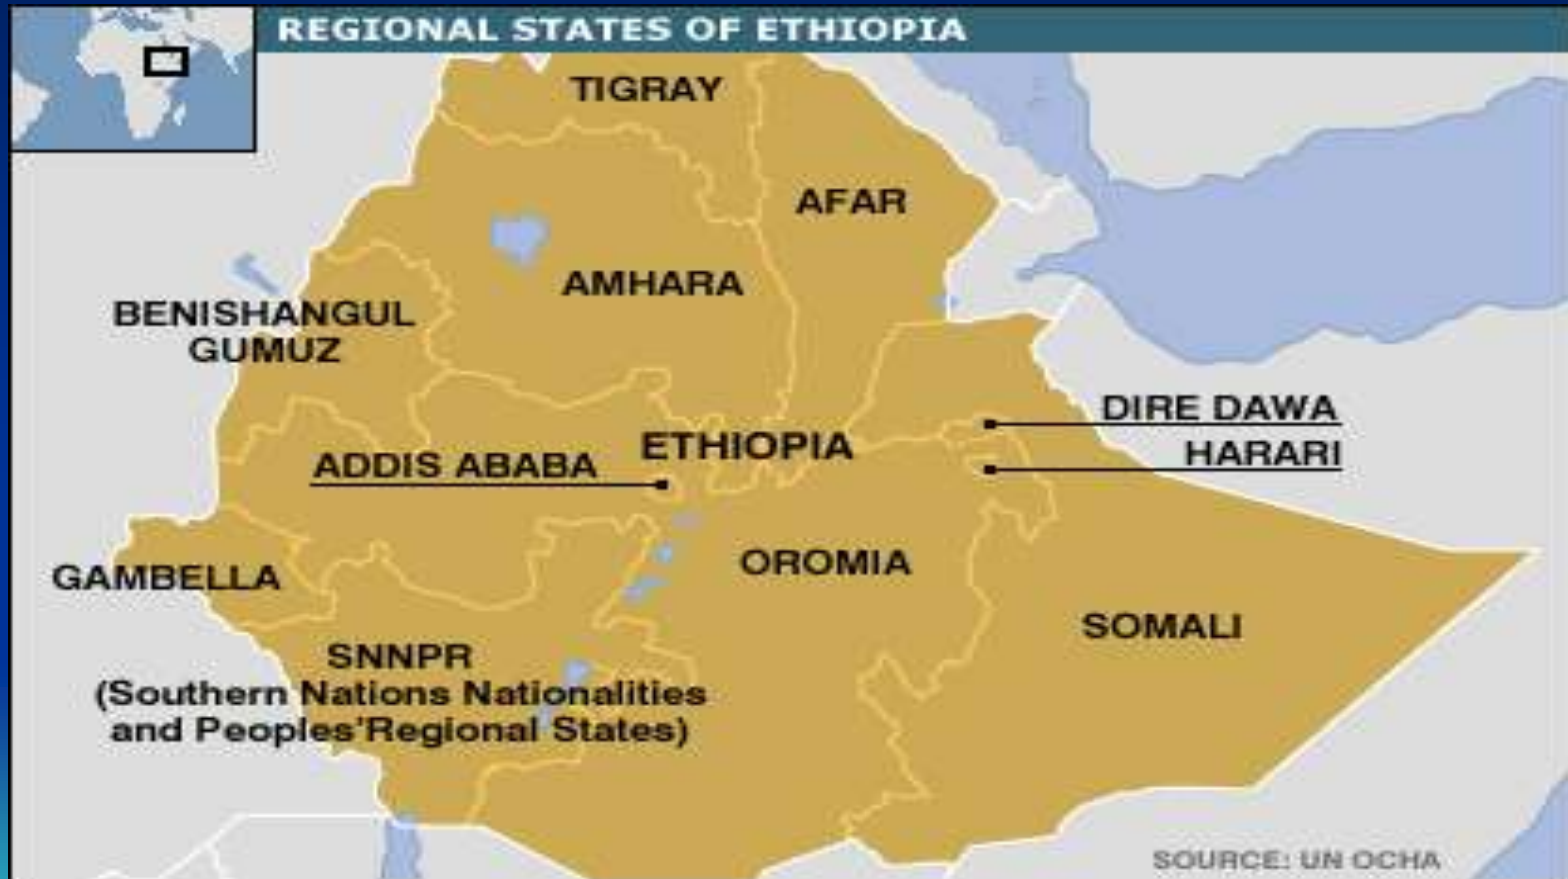 REGIONAL STATES OF ETHIOPIA
TIGRAY
AFAR
AMHARA
BENISHANGUL
GUMUZ
DIRE DAWA
ETHIOPIA
HARARI
ADDIS ABABA
OROMIA
GAMBELLA
SOMALI
SNNPR
(Southern Nations Nationalities
and Peoples'Regional States)
SOURCE: UN OCHA